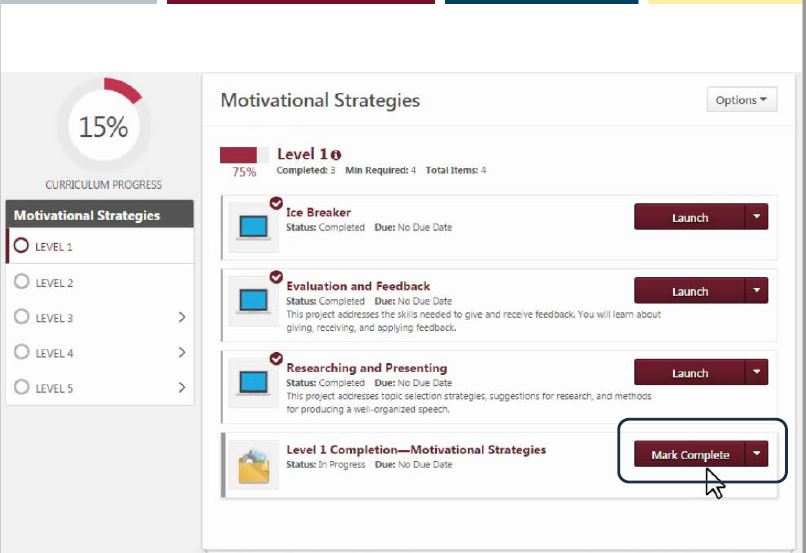 15%
CURRICULUM PROGRESS
Motivational Strategies
LEVEL 1
LEVEL 2
LEVEL 3
LEVEL 4
LEVEL 5
Motivational Strategies
Options
Level 1
75%
Completed: 3 Min Required: 4 Total Items: 4
Ice Breaker
Status: Completed Due: No Due Date
Launch
Evaluation and Feedback
Status: Completed Due: No Due Date
This project addresses the skills needed to give and receive feedback. You will learn about
giving, receiving, and applying feedback.
Launch
Researching and Presenting
Status: Completed Due: No Due Date
This project addresses topic selection strategies, suggestions for research, and methods
for producing a well-organized speech.
Launch
Level 1 Completion—Motivational Strategies
Status: In Progress Due: No Due Date
Mark Complete